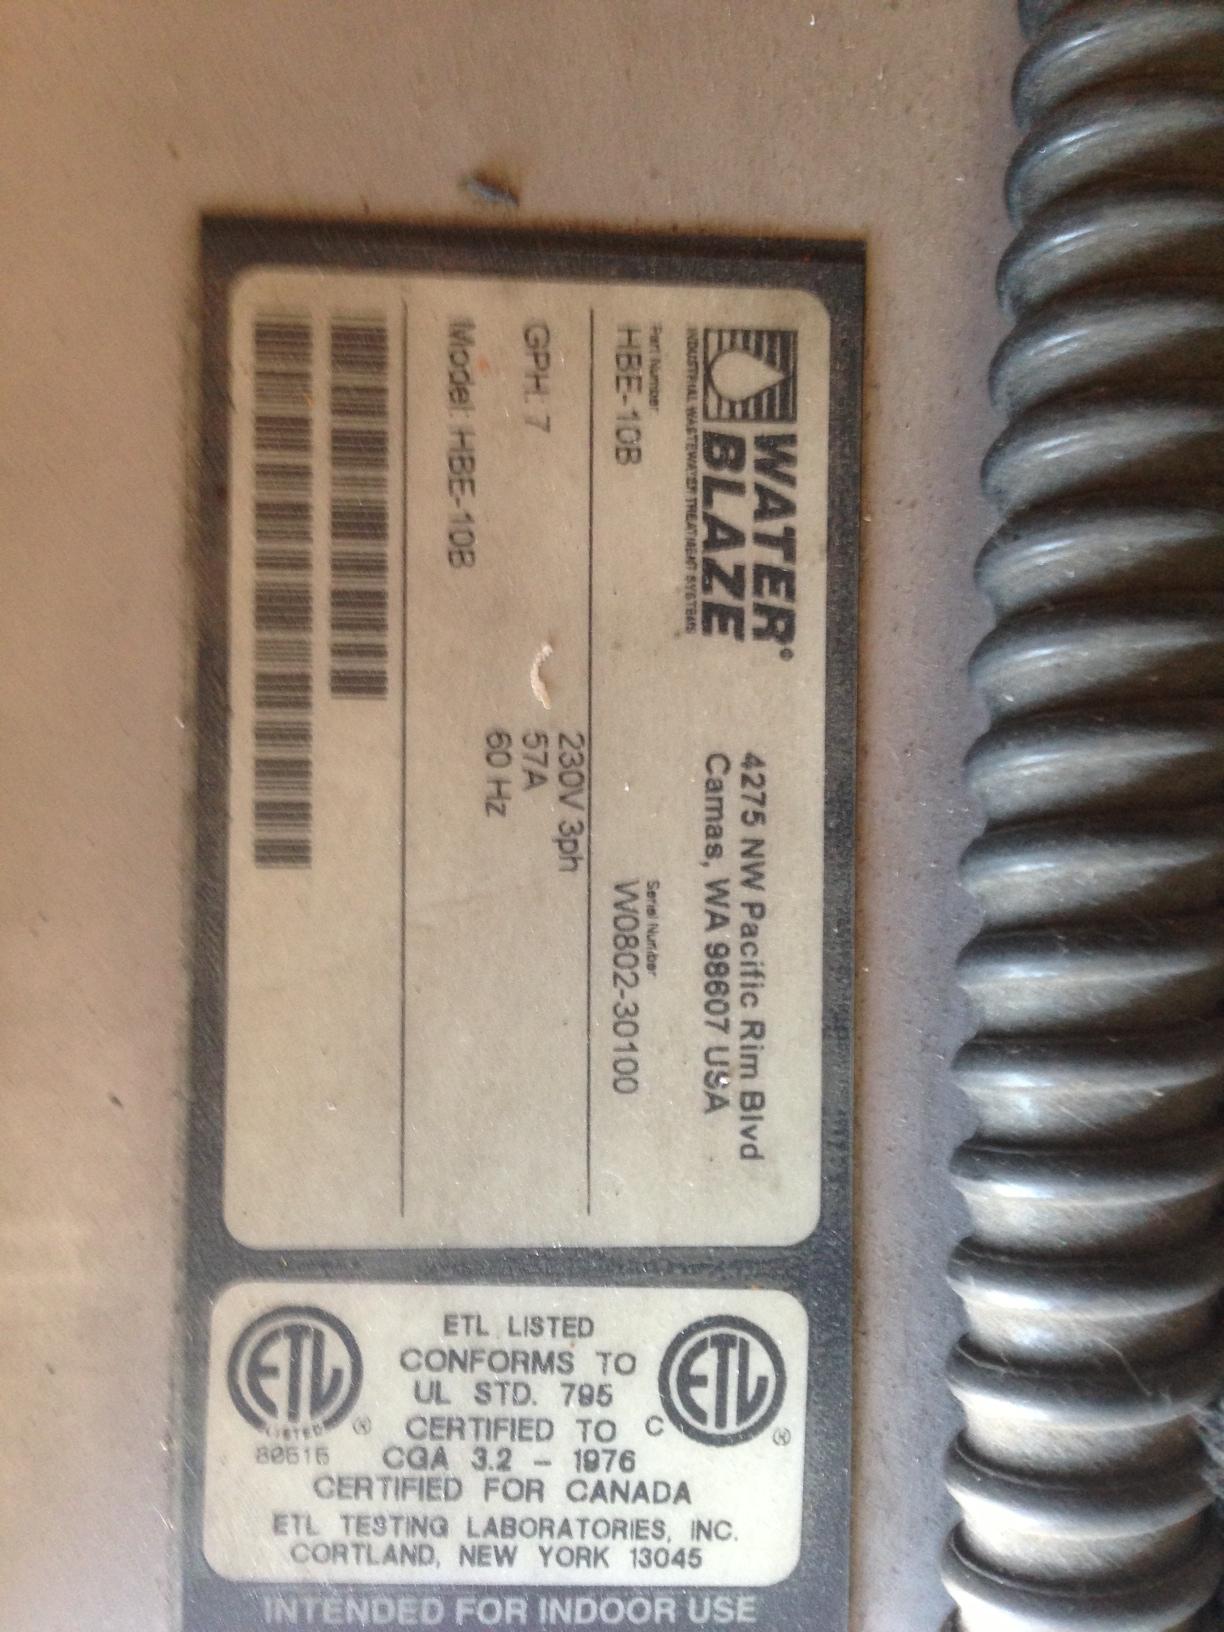 WATER
BLAZE®
INDUSTRIAL WASTEWATER TREATMENT SYSTEMS
4275 NW Pacific Rim Blvd
Camas, WA 98607 USA
Part Number:
HBE-10B
Serial Number:
W0802-30100
GPH: 7
Model: HBE-10B
230V 3ph
57A
60 Hz
ETL LISTED
CONFORMS TO
UL STD. 795
CERTIFIED TO
CGA 3.2 - 1976
CERTIFIED FOR CANADA
ETL TESTING LABORATORIES, INC.
CORTLAND, NEW YORK 13045
ETL
LISTED ®
80616
C ETL ®
INTENDED FOR INDOOR USE